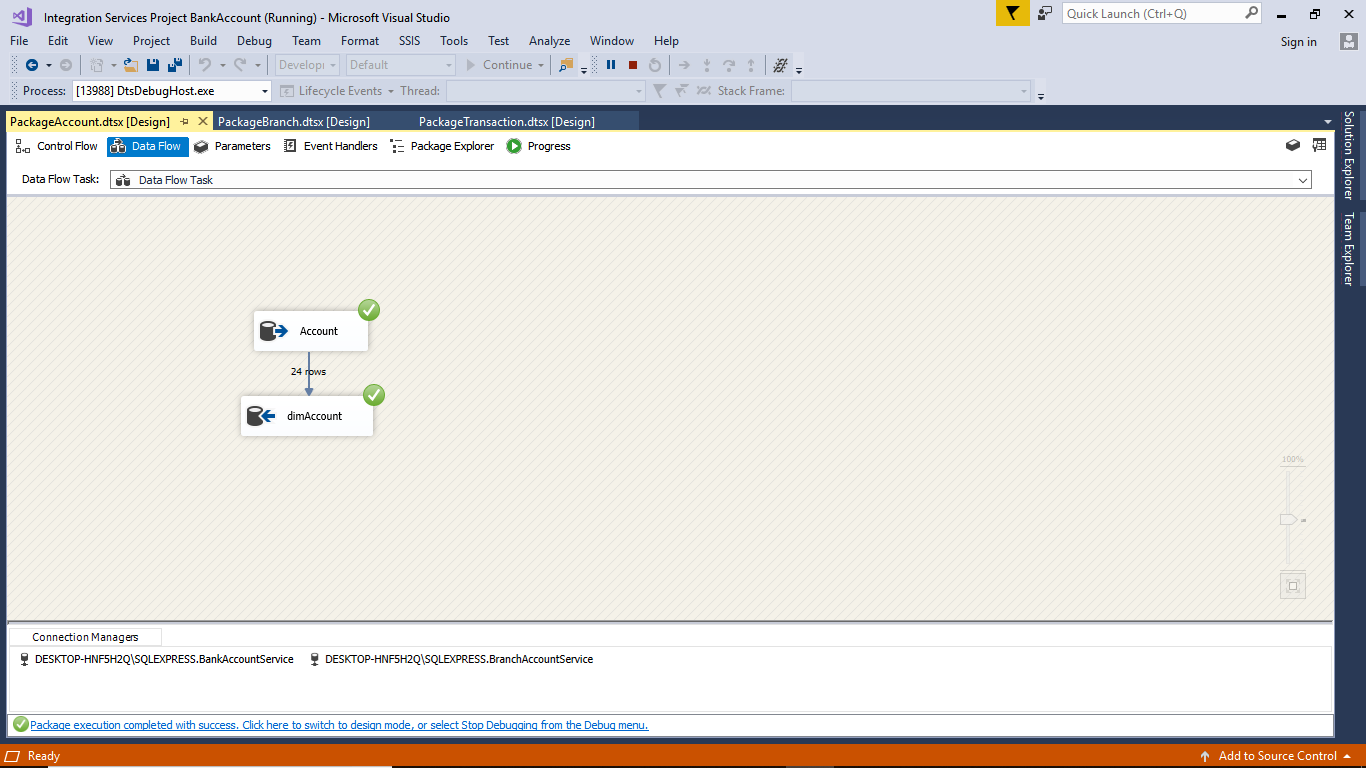 Integration Services Project BankAccount (Running) - Microsoft Visual Studio
Quick Launch (Ctrl+Q)
File Edit View Project Build Debug Team Format SSIS Tools Test Analyze Window Help
Sign in
Develop Default Continue
Process: [13988] DtsDebugHost.exe Lifecycle Events Thread: Stack Frame:
PackageAccount.dtsx [Design] PackageBranch.dtsx [Design] PackageTransaction.dtsx [Design]
Control Flow Data Flow Parameters Event Handlers Package Explorer Progress
Data Flow Task: Data Flow Task
Solution Explorer
Team Explorer
Account
24 rows
dimAccount
100%
Connection Managers
DESKTOP-HNF5H2Q\SQLEXPRESS.BankAccountService DESKTOP-HNF5H2Q\SQLEXPRESS.BranchAccountService
Package execution completed with success. Click here to switch to design mode, or select Stop Debugging from the Debug menu.
Ready
Add to Source Control